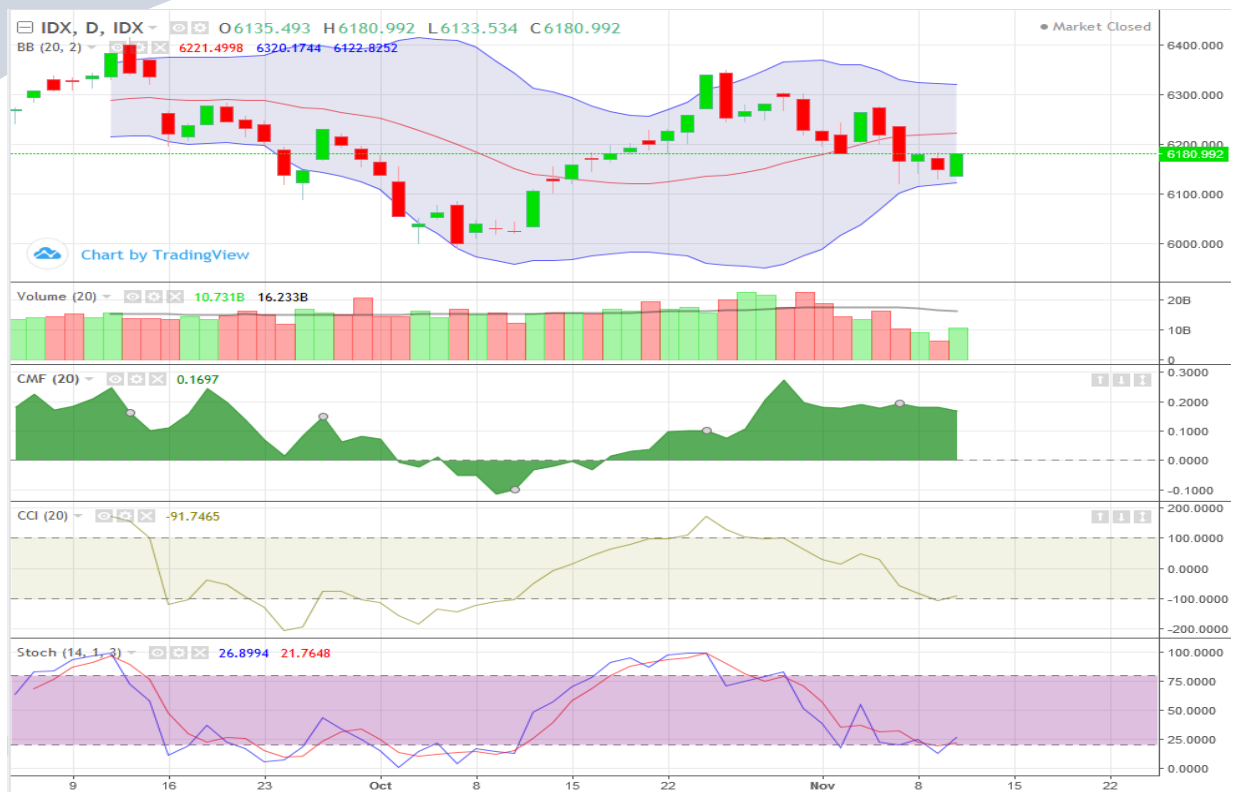 IDX, D, IDX O6135.493 H6180.992 L6133.534 C6180.992
Market Closed
BB (20, 2) 6221.4998 6320.1744 6122.8252
6400.000
6300.000
6200.000
6180.992
6100.000
6000.000
Chart by TradingView
Volume (20) 10.731B 16.233B
20B
10B
0
CMF (20) 0.1697
0.3000
0.2000
0.1000
0.0000
-0.1000
CCI (20) -91.7465
200.0000
100.0000
0.0000
-100.0000
-200.0000
Stoch (14, 1, 3) 26.8994 21.7648
100.0000
75.0000
50.0000
25.0000
0.0000
9 16 23 Oct 8 15 22 Nov 8 15 22